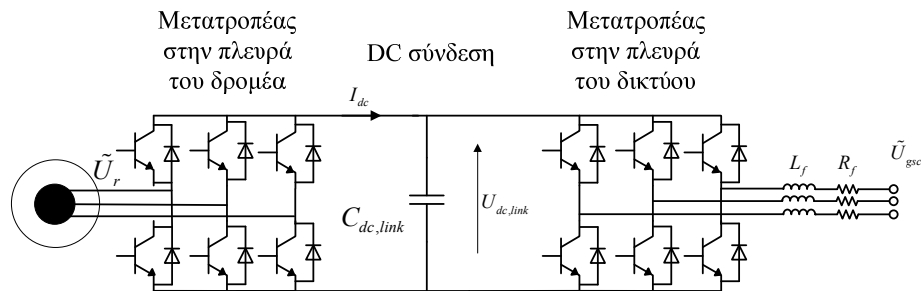 Μετατροπέας
στην πλευρά
του δρομέα
DC σύνδεση
Μετατροπέας
στην πλευρά
του δικτύου
I_dc
Ũ_r
C_dc,link
U_dc,link
L_f
R_f
Ũ_gsc